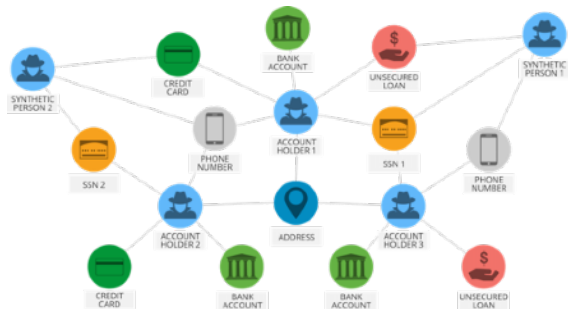 BANK
ACCOUNT
SYNTHETIC
PERSON 1
$
UNSECURED
LOAN
CREDIT
CARD
SYNTHETIC
PERSON 2
ACCOUNT
HOLDER 1
PHONE
NUMBER
SSN 1
PHONE
NUMBER
SSN 2
ACCOUNT
HOLDER 2
ADDRESS
ACCOUNT
HOLDER 3
$
CREDIT
CARD
BANK
ACCOUNT
BANK
ACCOUNT
UNSECURED
LOAN